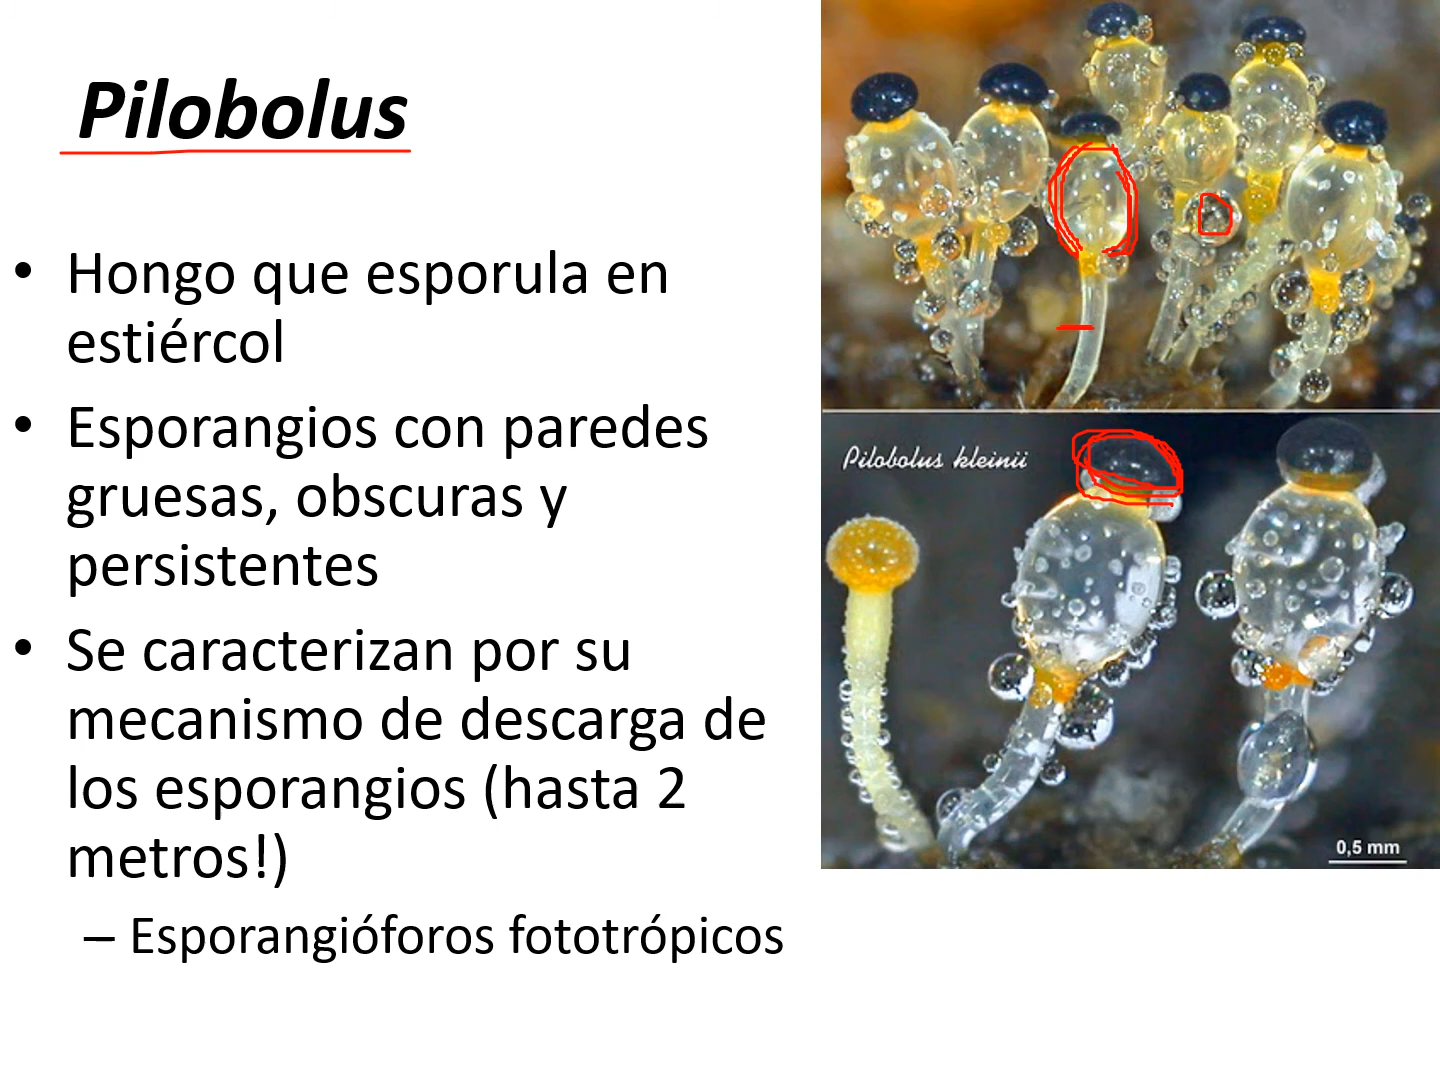 Pilobolus
• Hongo que esporula en
estiércol
• Esporangios con paredes
gruesas, obscuras y
persistentes
• Se caracterizan por su
mecanismo de descarga de
los esporangios (hasta 2
metros!)
– Esporangióforos fototrópicos
Pilobolus kleinii
0,5 mm